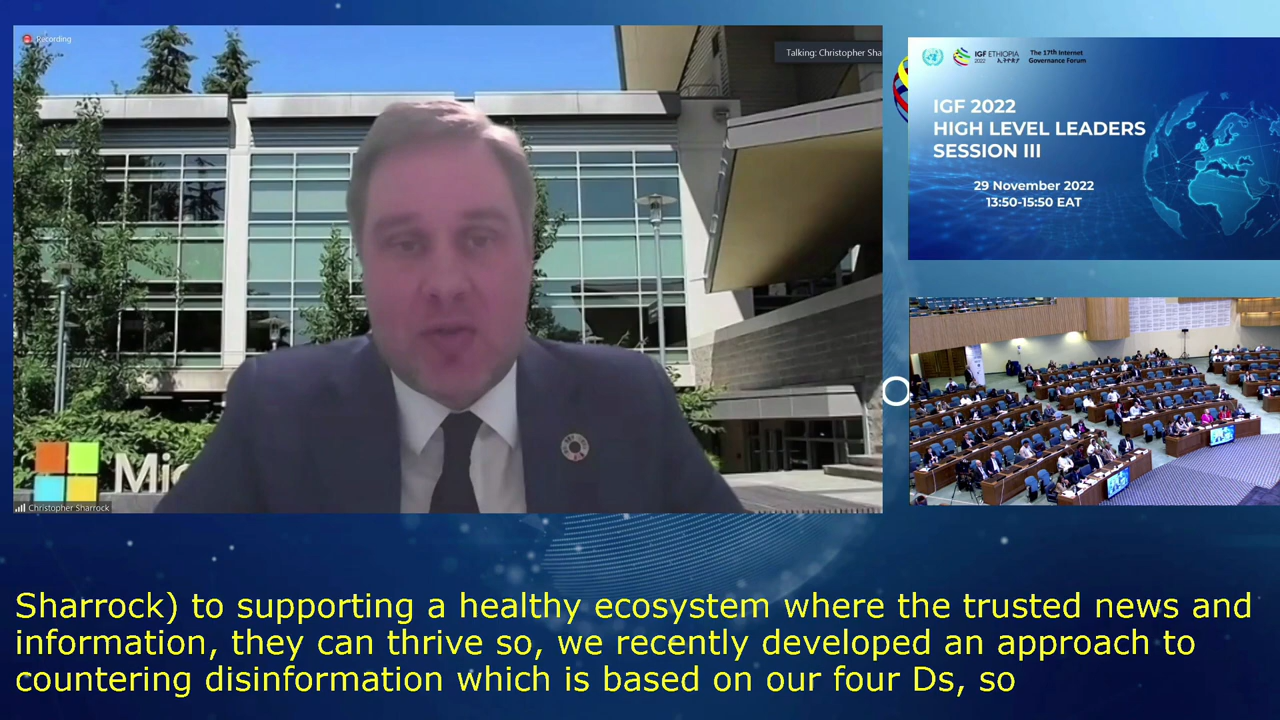 Recording
Talking: Christopher Sha
IGF ETHIOPIA
2022 ኢትዮጵያ
The 17th Internet
Governance Forum
IGF 2022
HIGH LEVEL LEADERS
SESSION III
29 November 2022
13:50-15:50 EAT
Mic
Christopher Sharrock
Sharrock) to supporting a healthy ecosystem where the trusted news and
information, they can thrive so, we recently developed an approach to
countering disinformation which is based on our four Ds, so